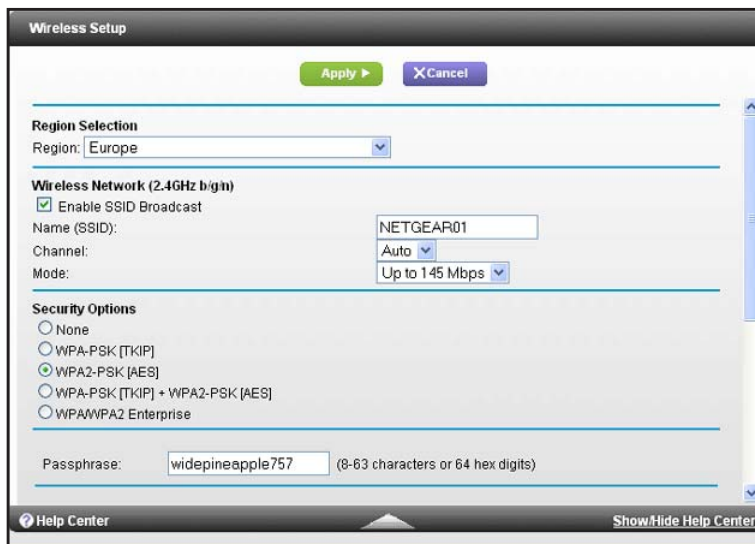 Wireless Setup
Apply
XCancel
Region Selection
Region: Europe
Wireless Network (2.4GHz b/g/n)
Enable SSID Broadcast
Name (SSID): NETGEAR01
Channel: Auto
Mode: Up to 145 Mbps
Security Options
None
WPA-PSK [TKIP]
WPA2-PSK [AES]
WPA-PSK [TKIP] + WPA2-PSK [AES]
WPA/WPA2 Enterprise
Passphrase: widepineapple757 (8-63 characters or 64 hex digits)
? Help Center Show/Hide Help Center